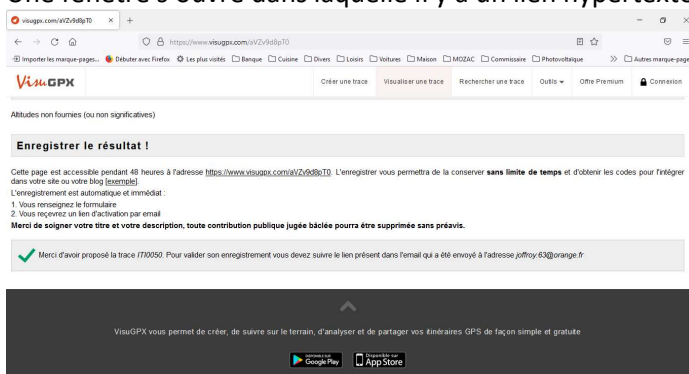 Une fenêtre s'ouvre dans laquelle il y a un lien hypertexte
visugpx.com/aVZv9d8pT0
https://www.visugpx.com/aVZv9d8pT0
Importer les marque-pages... Débuter avec Firefox Les plus visités Banque Cuisine Divers Loisirs Voitures Maison MOZAC Commissaire Photovoltaïque Autres marque-page
VisuGPX Créer une trace Visualiser une trace Rechercher une trace Outils Offre Premium Connexion
Altitudes non fournies (ou non significatives)
Enregistrer le résultat !
Cette page est accessible pendant 48 heures à l'adresse https://www.visugpx.com/aVZv9d8pT0. L'enregistrer vous permettra de la conserver sans limite de temps et d'obtenir les codes pour l'intégrer
dans votre site ou votre blog [exemple].
L'enregistrement est automatique et immédiat :
1. Vous renseignez le formulaire
2. Vous reçevrez un lien d'activation par email
Merci de soigner votre titre et votre description, toute contribution publique jugée bâclée pourra être supprimée sans préavis.
Merci d'avoir proposé la trace ITI0050. Pour valider son enregistrement vous devez suivre le lien présent dans l'email qui a été envoyé à l'adresse joffroy.63@orange.fr
VisuGPX vous permet de créer, de suivre sur le terrain, d'analyser et de partager vos itinéraires GPS de façon simple et gratuite
DISPONIBLE SUR Google Play Disponible sur App Store